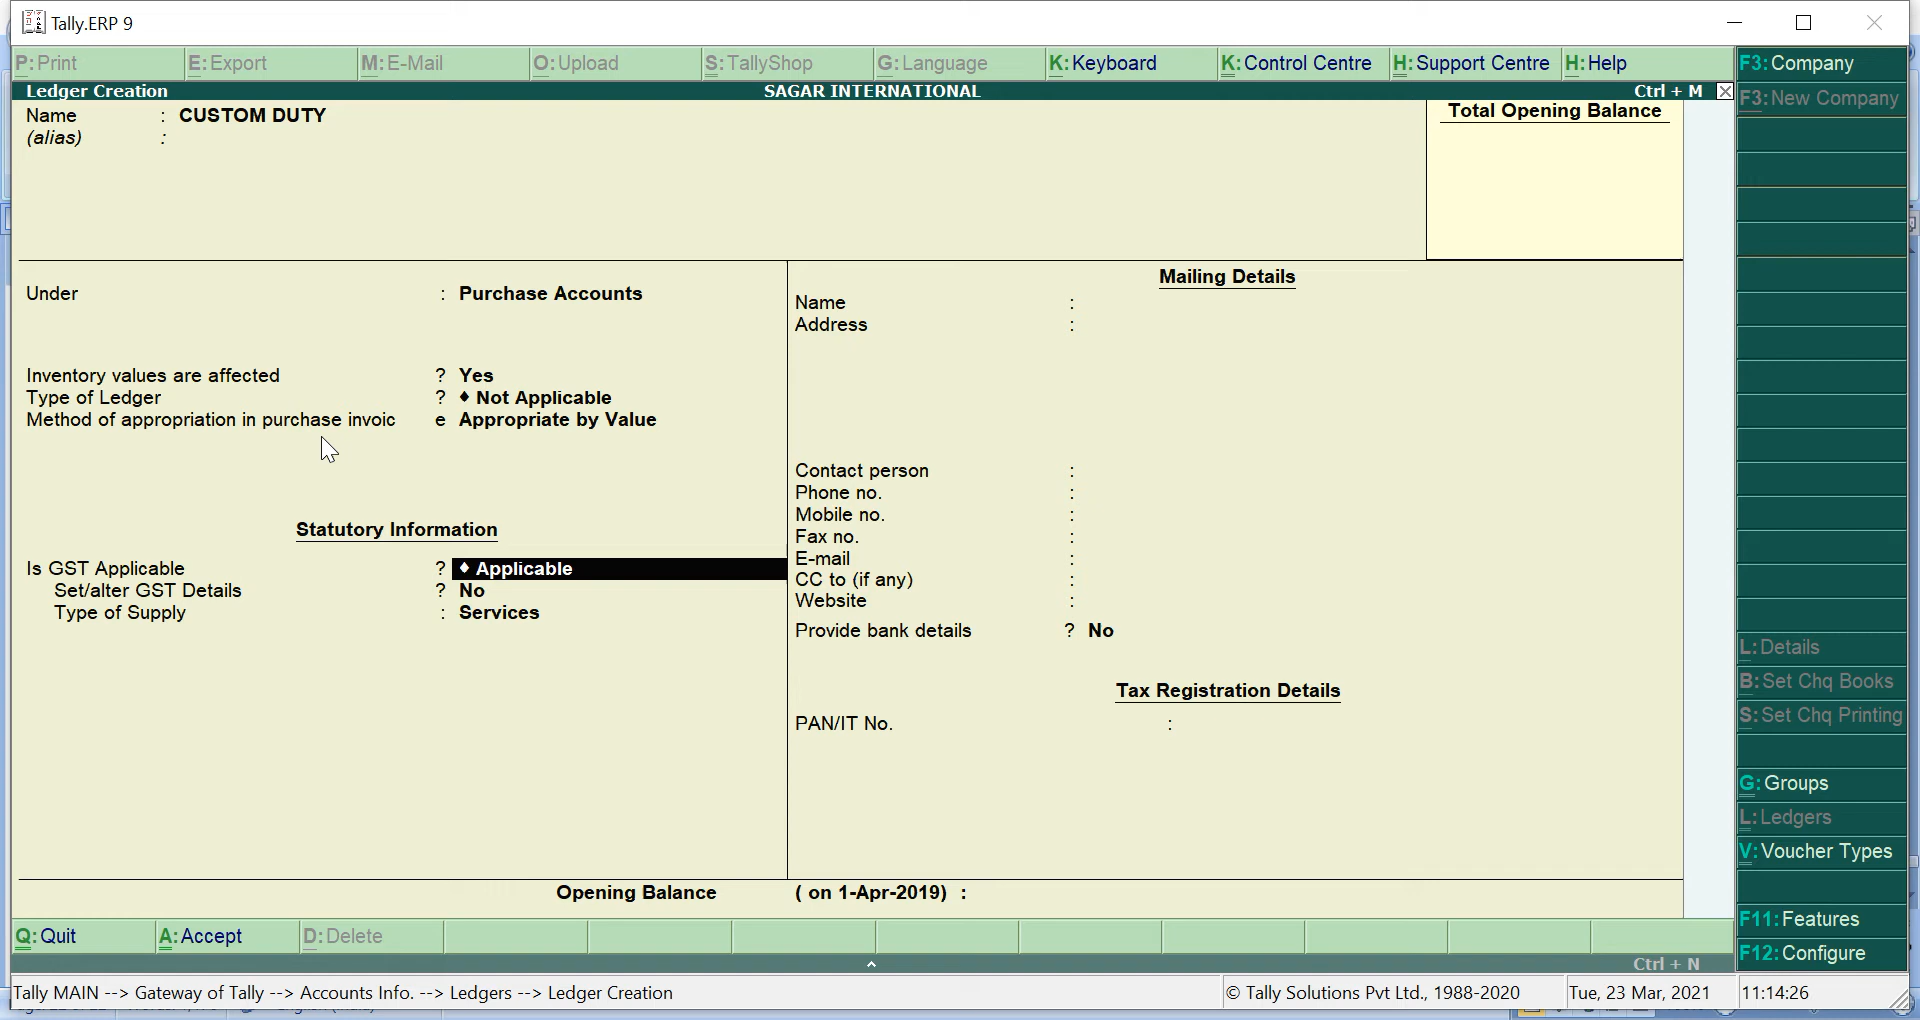 Tally.ERP 9
P: Print E: Export M: E-Mail O: Upload S: TallyShop G: Language K: Keyboard K: Control Centre H: Support Centre H: Help
F3: Company
Ledger Creation SAGAR INTERNATIONAL Ctrl + M
F3: New Company
Name : CUSTOM DUTY
(alias) :
Total Opening Balance
Under : Purchase Accounts
Inventory values are affected ? Yes
Type of Ledger ? ♦ Not Applicable
Method of appropriation in purchase invoic e Appropriate by Value
Statutory Information
Is GST Applicable ? ♦ Applicable
Set/alter GST Details ? No
Type of Supply : Services
Mailing Details
Name :
Address :
Contact person :
Phone no. :
Mobile no. :
Fax no. :
E-mail :
CC to (if any) :
Website :
Provide bank details ? No
Tax Registration Details
PAN/IT No. :
Opening Balance ( on 1-Apr-2019) :
L: Details
B: Set Chq Books
S: Set Chq Printing
G: Groups
L: Ledgers
V: Voucher Types
F11: Features
F12: Configure
Q: Quit A: Accept D: Delete
Ctrl + N
Tally MAIN --> Gateway of Tally --> Accounts Info. --> Ledgers --> Ledger Creation © Tally Solutions Pvt Ltd., 1988-2020 Tue, 23 Mar, 2021 11:14:26